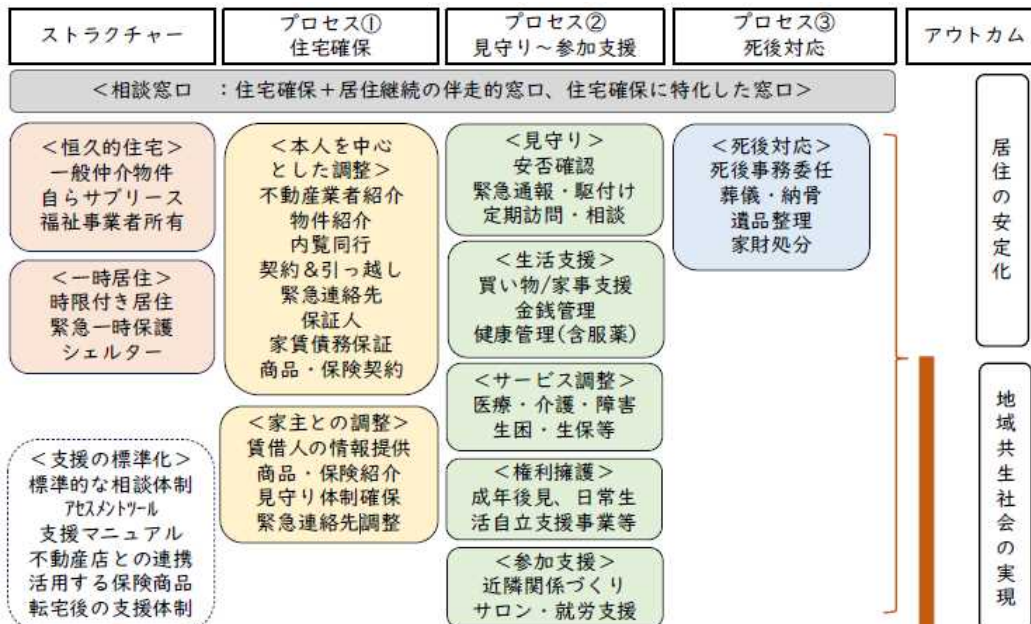 ストラクチャー
プロセス①
住宅確保
プロセス②
見守り～参加支援
プロセス③
死後対応
アウトカム
＜相談窓口　：住宅確保＋居住継続の伴走的窓口、住宅確保に特化した窓口＞
＜恒久的住宅＞
一般仲介物件
自らサブリース
福祉事業者所有
＜一時居住＞
時限付き居住
緊急一時保護
シェルター
＜支援の標準化＞
標準的な相談体制
ｱｾｽﾒﾝﾄツール
支援マニュアル
不動産店との連携
活用する保険商品
転宅後の支援体制
＜本人を中心
とした調整＞
不動産業者紹介
物件紹介
内覧同行
契約＆引っ越し
緊急連絡先
保証人
家賃債務保証
商品・保険契約
＜家主との調整＞
賃借人の情報提供
商品・保険紹介
見守り体制確保
緊急連絡先調整
＜見守り＞
安否確認
緊急通報・駆付け
定期訪問・相談
＜生活支援＞
買い物/家事支援
金銭管理
健康管理(含服薬)
＜サービス調整＞
医療・介護・障害
生困・生保等
＜権利擁護＞
成年後見、日常生
活自立支援事業等
＜参加支援＞
近隣関係づくり
サロン・就労支援
＜死後対応＞
死後事務委任
葬儀・納骨
遺品整理
家財処分
居住の安定化
地域共生社会の実現